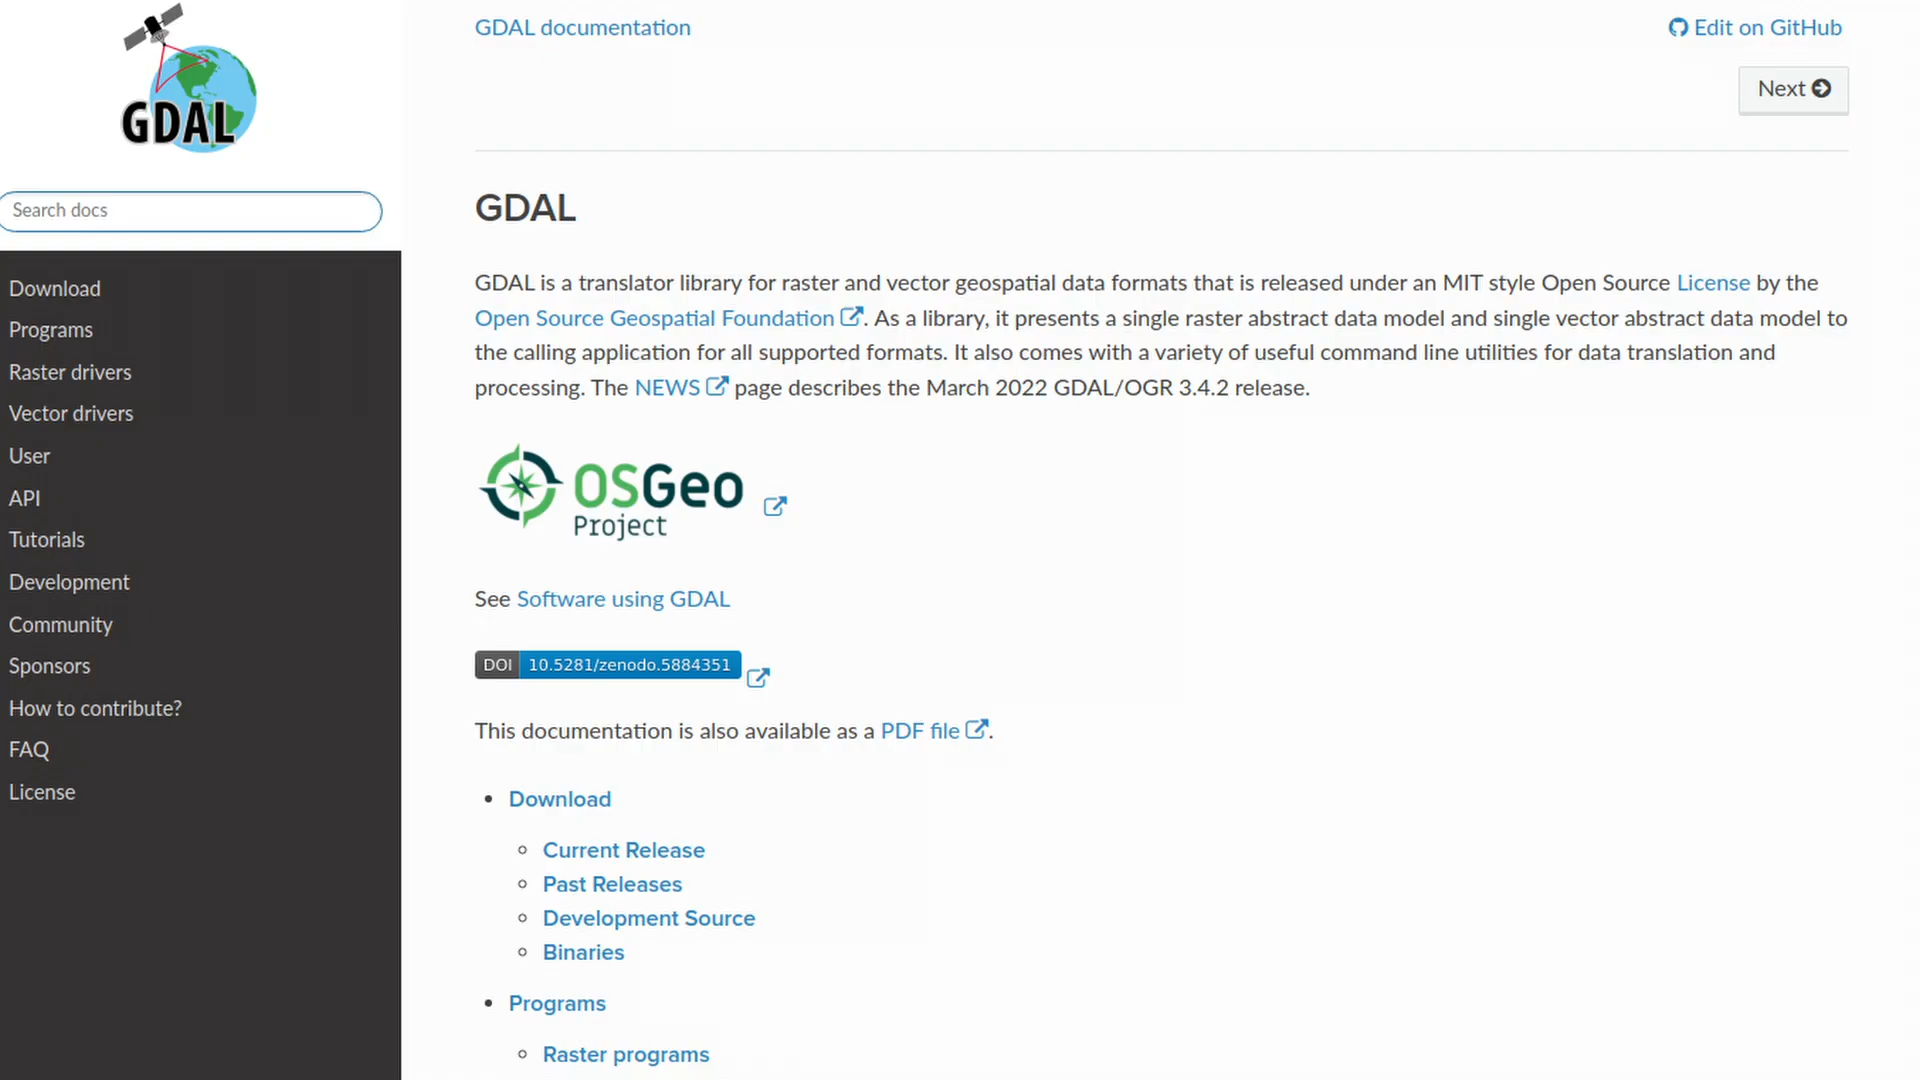 GDAL
Search docs
Download
Programs
Raster drivers
Vector drivers
User
API
Tutorials
Development
Community
Sponsors
How to contribute?
FAQ
License
GDAL documentation
Edit on GitHub
Next
GDAL
GDAL is a translator library for raster and vector geospatial data formats that is released under an MIT style Open Source License by the
Open Source Geospatial Foundation. As a library, it presents a single raster abstract data model and single vector abstract data model to
the calling application for all supported formats. It also comes with a variety of useful command line utilities for data translation and
processing. The NEWS page describes the March 2022 GDAL/OGR 3.4.2 release.
OSGeo
Project
See Software using GDAL
DOI 10.5281/zenodo.5884351
This documentation is also available as a PDF file.
Download
Current Release
Past Releases
Development Source
Binaries
Programs
Raster programs